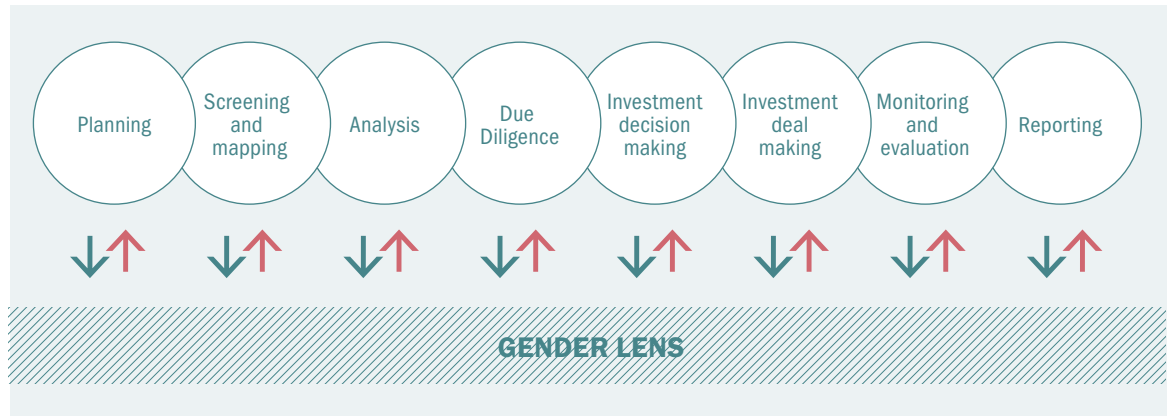 Planning
Screening
and
mapping
Analysis
Due
Diligence
Investment
decision
making
Investment
deal
making
Monitoring
and
evaluation
Reporting
GENDER LENS